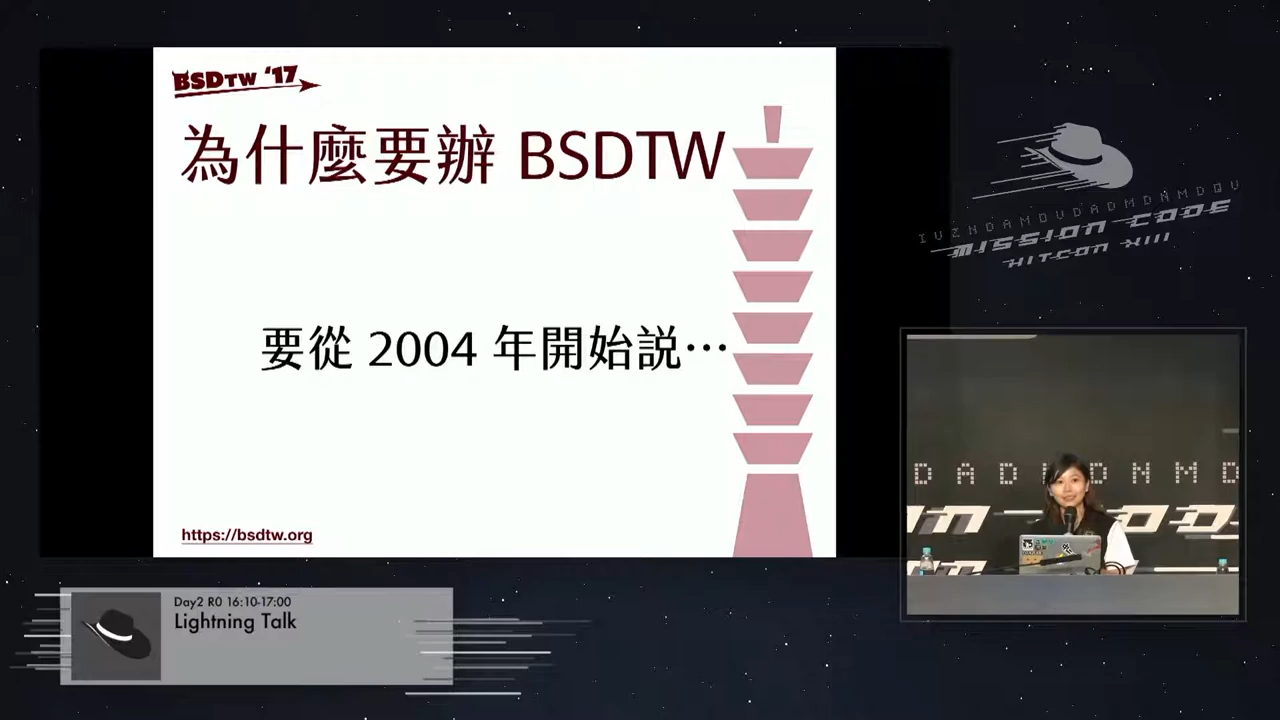 BSDTW '17
為什麼要辦 BSDTW
要從 2004 年開始説…
https://bsdtw.org
IVZHDAMDVDADMDNMDQV
MISSION CODE
HITCON XIII
Day2 R0 16:10-17:00
Lightning Talk